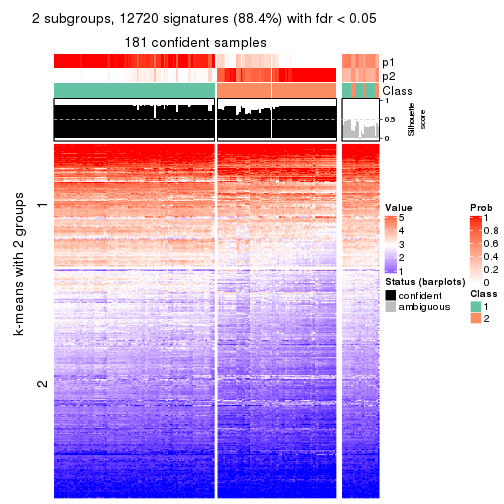 2 subgroups, 12720 signatures (88.4%) with fdr < 0.05
181 confident samples
p1
p2
Class
1
0.5
0
Silhouette
score
k-means with 2 groups
1
2
Value
5
4
3
2
1
Status (barplots)
confident
ambiguous
Prob
1
0.8
0.6
0.4
0.2
0
Class
1
2